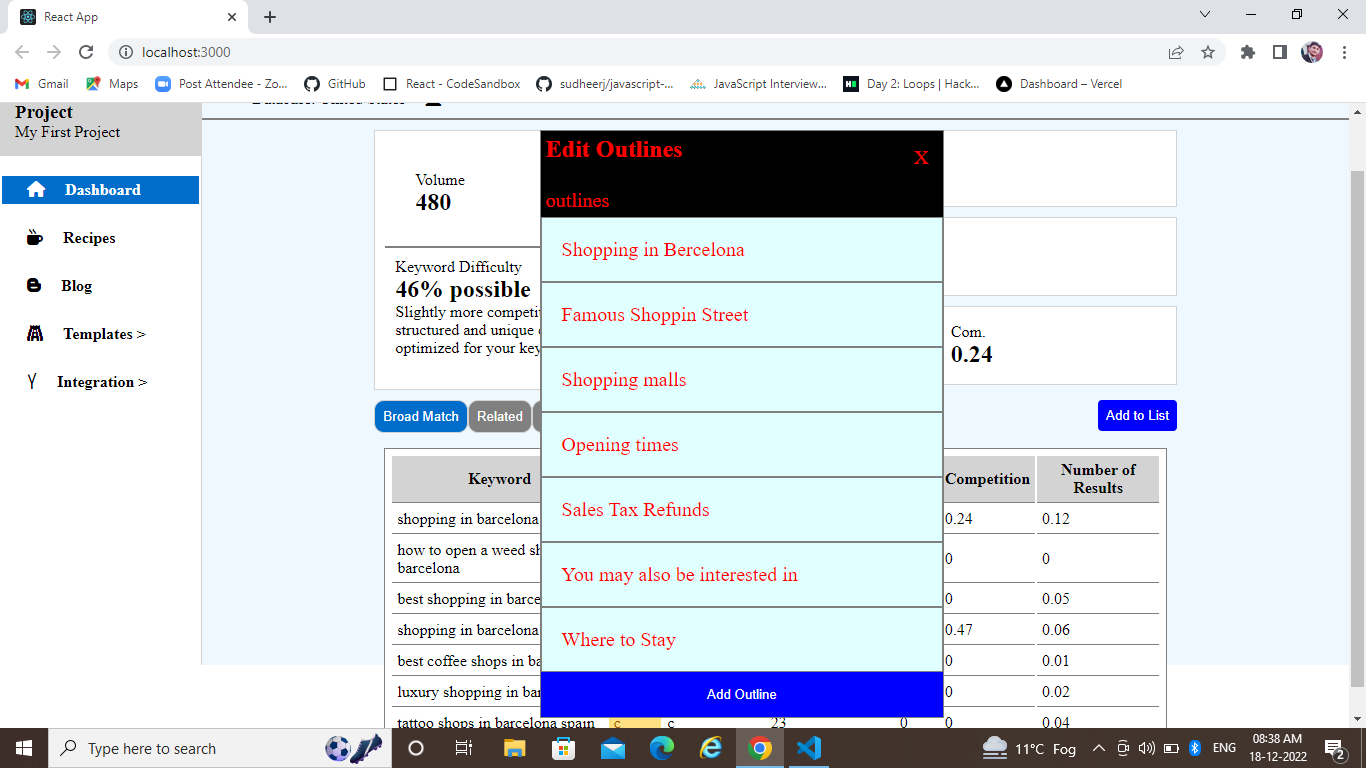 React App
localhost:3000
Gmail
Maps
Post Attendee - Zo...
GitHub
React - CodeSandbox
sudheerj/javascript-...
JavaScript Interview...
Day 2: Loops | Hack...
Dashboard – Vercel
Project
My First Project
Dashboard
Recipes
Blog
Templates >
Integration >
Volume
480
Keyword Difficulty
46% possible
Slightly more competit
structured and unique
optimized for your key
Com.
0.24
Broad Match
Related
Add to List
Edit Outlines
X
outlines
Shopping in Bercelona
Famous Shoppin Street
Shopping malls
Opening times
Sales Tax Refunds
You may also be interested in
Where to Stay
Add Outline
Keyword Competition Number of
Results
shopping in barcelona 0.24 0.12
how to open a weed sh
barcelona 0 0
best shopping in barce 0 0.05
shopping in barcelona 0.47 0.06
best coffee shops in ba 0 0.01
luxury shopping in bar 0 0.02
tattoo shops in barcelona spain c c 23 0 0 0.04
Type here to search
11°C Fog
ENG
08:38 AM
18-12-2022
2